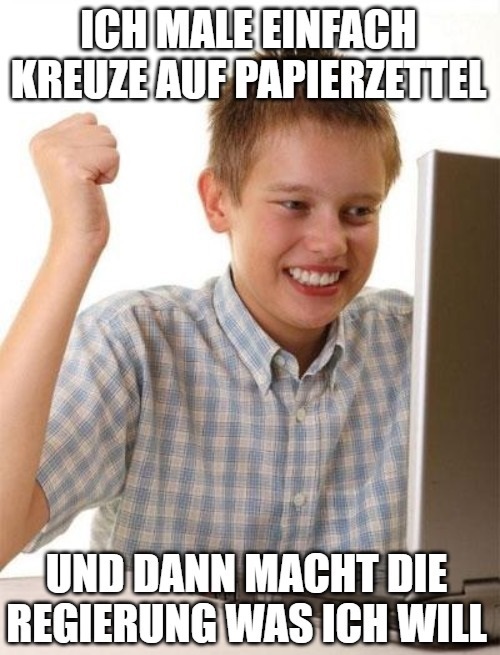 ICH MALE EINFACH
KREUZE AUF PAPIERZETTEL
UND DANN MACHT DIE
REGIERUNG WAS ICH WILL